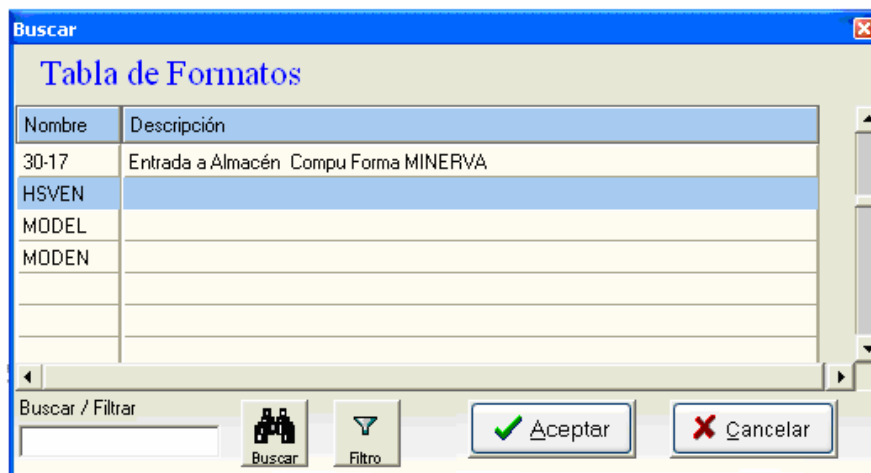 Buscar
Tabla de Formatos
Nombre Descripción
30-17 Entrada a Almacén Compu Forma MINERVA
HSVEN
MODEL
MODEN
Buscar / Filtrar
Buscar Filtro Aceptar Cancelar